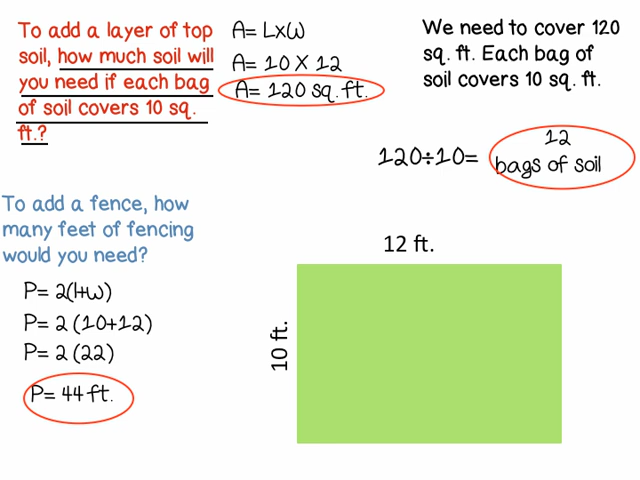 To add a layer of top
soil, how much soil will
you need if each bag
of soil covers 10 sq.
ft.?
A= L×W
A= 10 X 12
A= 120 sq. ft.
We need to cover 120
sq. ft. Each bag of
soil covers 10 sq. ft.
120÷10=
12
bags of soil
To add a fence, how
many feet of fencing
would you need?
P= 2(l+w)
P= 2 (10+12)
P= 2 (22)
P= 44 ft.
12 ft.
10 ft.